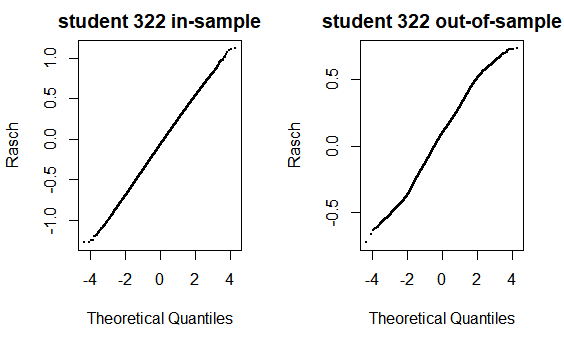 student 322 in-sample
Rasch
1.0
0.5
0.0
-0.5
-1.0
-4 -2 0 2 4
Theoretical Quantiles
student 322 out-of-sample
Rasch
0.5
0.0
-0.5
-4 -2 0 2 4
Theoretical Quantiles